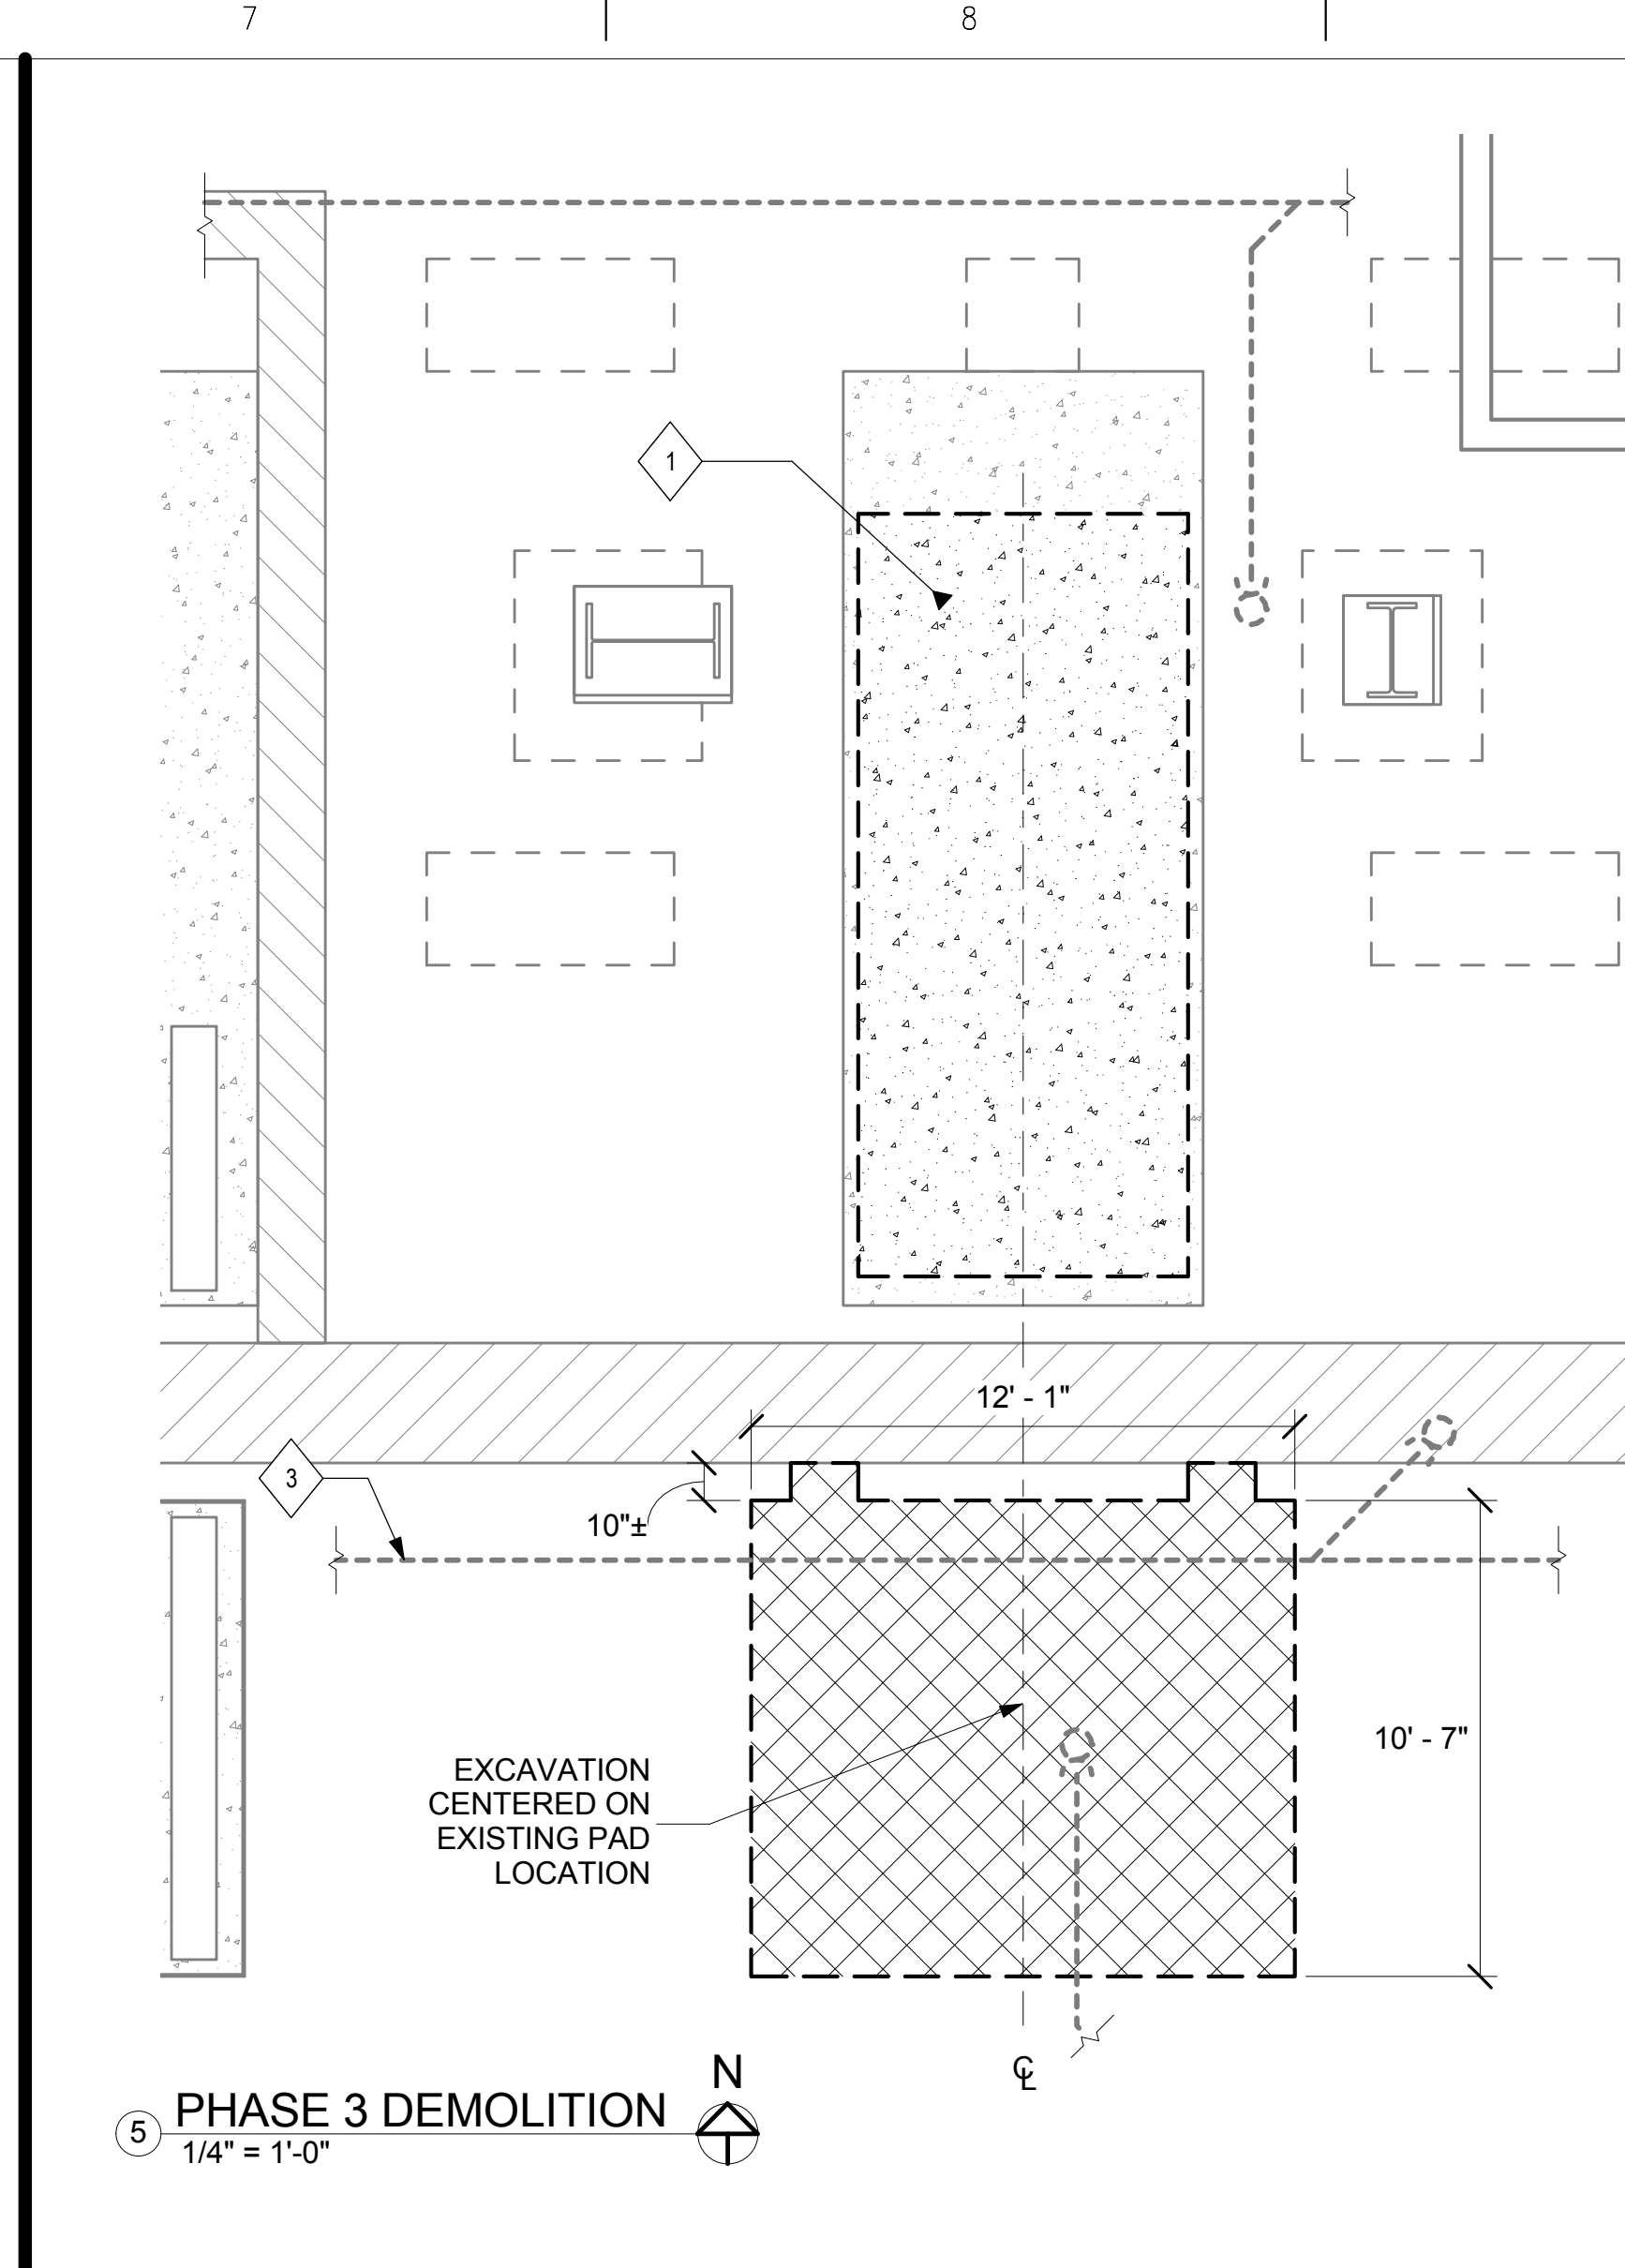 7
8
1
12' - 1"
3
10"±
10' - 7"
EXCAVATION
CENTERED ON
EXISTING PAD
LOCATION
℄
N
5
PHASE 3 DEMOLITION
1/4" = 1'-0"